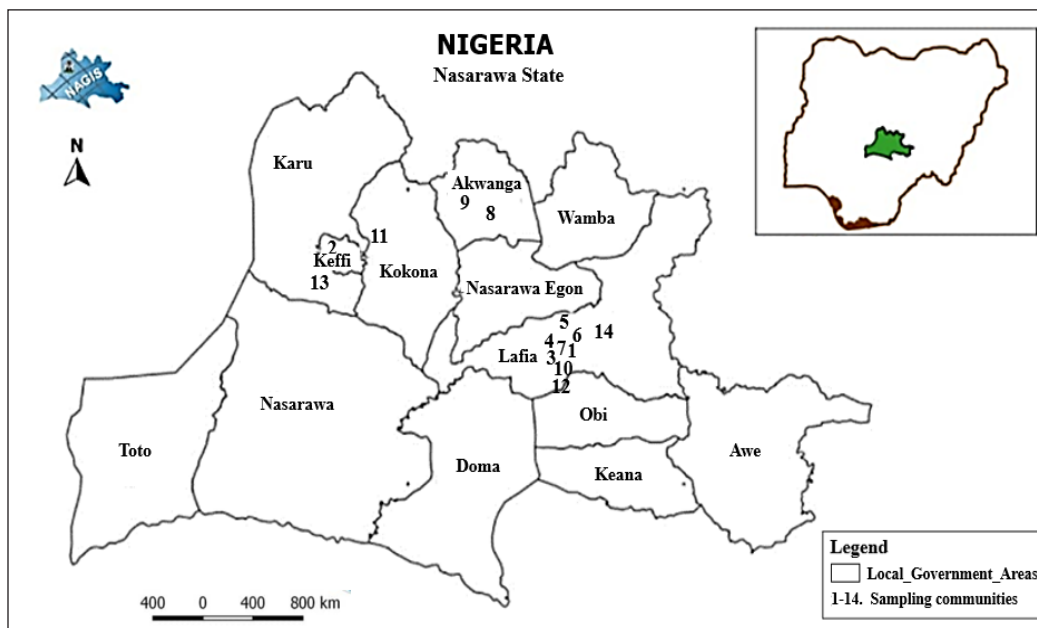 NIGERIA
Nasarawa State
NAGIS
N
Karu
Akwanga
9
8
Wamba
2
Keffi
13
11
Kokona
Nasarawa Egon
5
14
6
4
7
1
Lafia
3
10
12
Nasarawa
Obi
Toto
Doma
Keana
Awe
Legend
Local_Government_Areas
1-14. Sampling communities
400 0 400 800 km